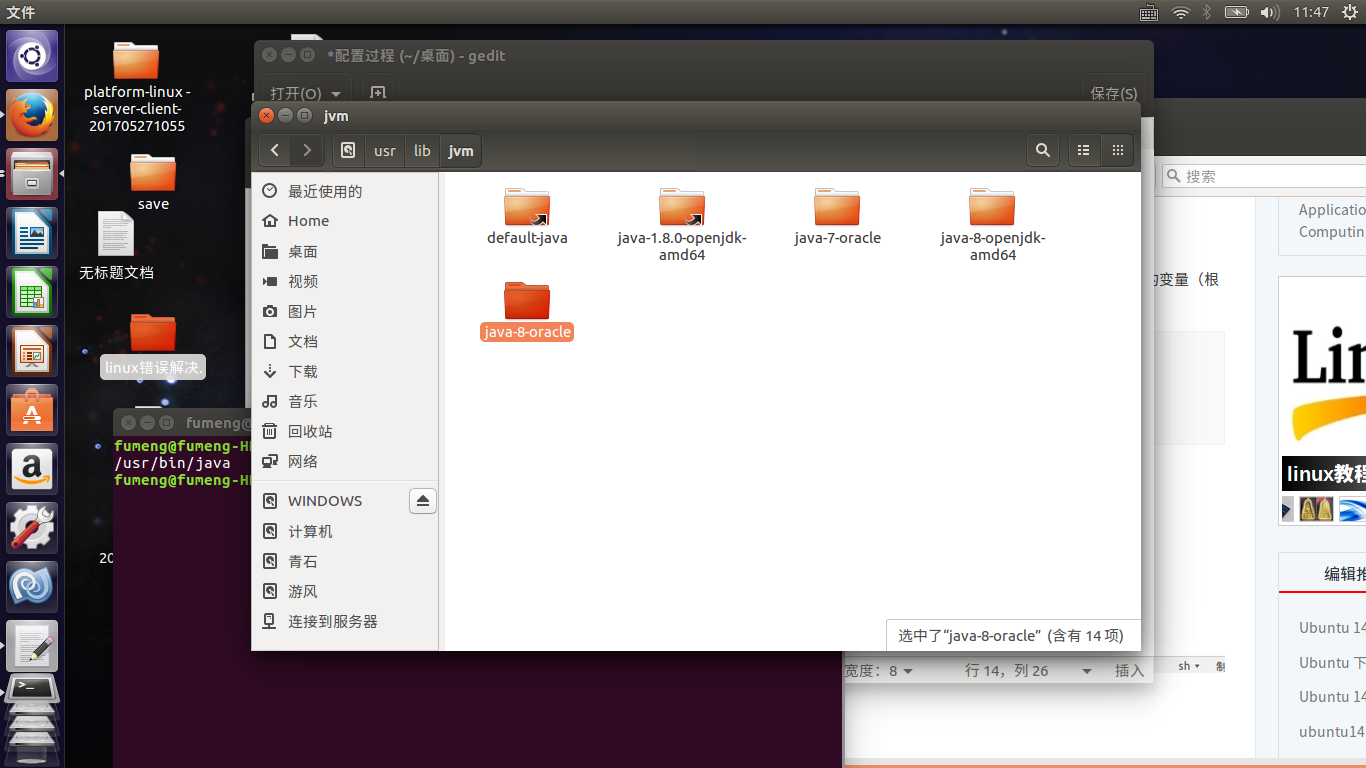 文件
11:47
platform-linux -
server-client-
201705271055
save
无标题文档
linux错误解决.
*配置过程 (~/桌面) - gedit
打开(O)
保存(S)
jvm
usr
lib
jvm
最近使用的
Home
桌面
视频
图片
文档
下载
音乐
回收站
网络
WINDOWS
计算机
青石
游风
连接到服务器
default-java
java-1.8.0-openjdk-
amd64
java-7-oracle
java-8-openjdk-
amd64
java-8-oracle
选中了“java-8-oracle” (含有 14 项)
fumeng@fumeng-H
/usr/bin/java
fumeng@fumeng-H
20
宽度：8
行 14，列 26
插入
sh
制
搜索
Application
Computin
的变量（根
Lin
linux教程
编辑推
Ubuntu 14
Ubuntu 下
Ubuntu 14
ubuntu14